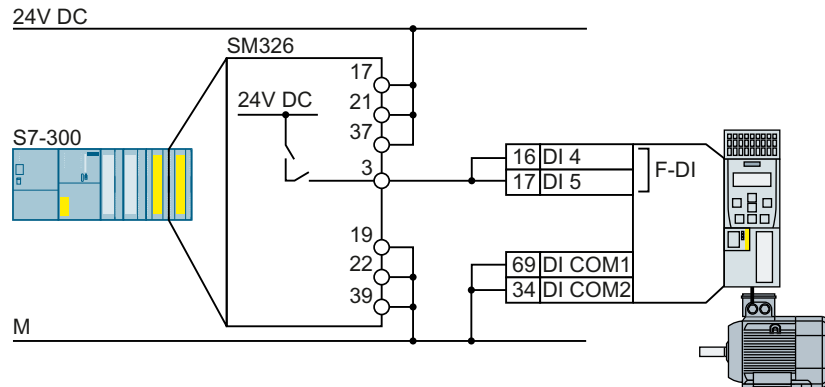 24V DC
SM326
17
24V DC
21
37
S7-300
3
16 DI 4
17 DI 5
F-DI
19
22
39
69 DI COM1
34 DI COM2
M